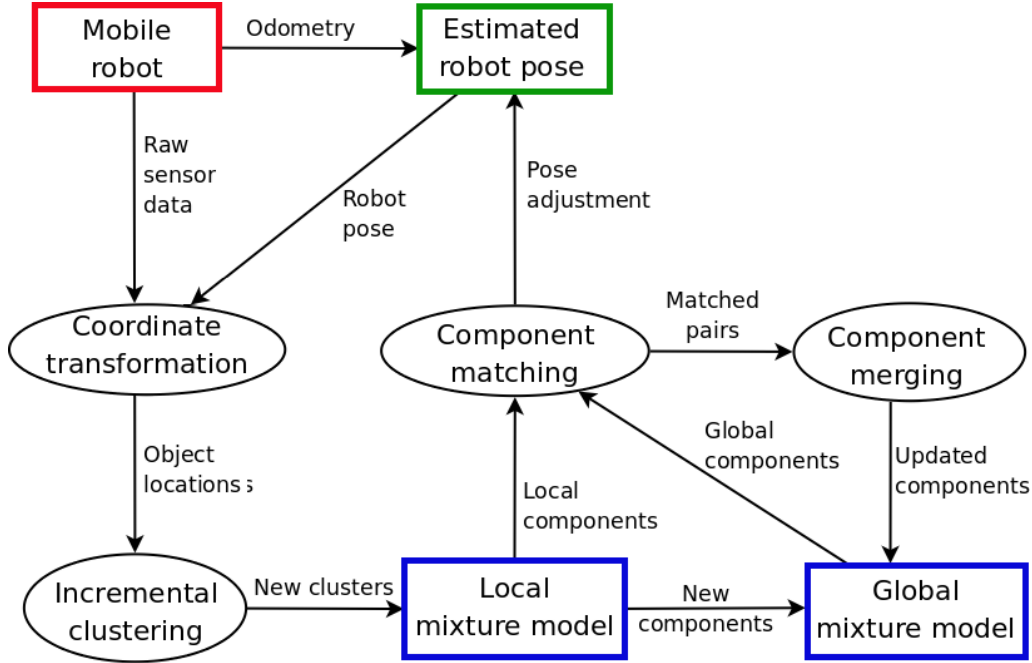 Mobile
robot
Odometry
Estimated
robot pose
Raw
sensor
data
Robot
pose
Pose
adjustment
Coordinate
transformation
Component
matching
Matched
pairs
Component
merging
Object
locationss
Local
components
Global
components
Updated
components
Incremental
clustering
New clusters
Local
mixture model
New
components
Global
mixture model